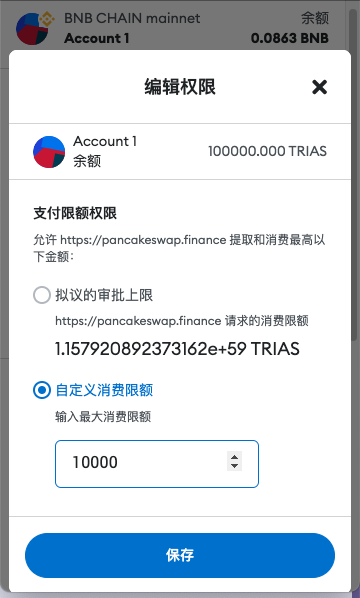 BNB CHAIN mainnet
余额
Account 1
0.0863 BNB
编辑权限
Account 1
余额
100000.000 TRIAS
支付限额权限
允许 https://pancakeswap.finance 提取和消费最高以
下金额：
拟议的审批上限
https://pancakeswap.finance 请求的消费限额
1.157920892373162e+59 TRIAS
自定义消费限额
输入最大消费限额
10000
保存